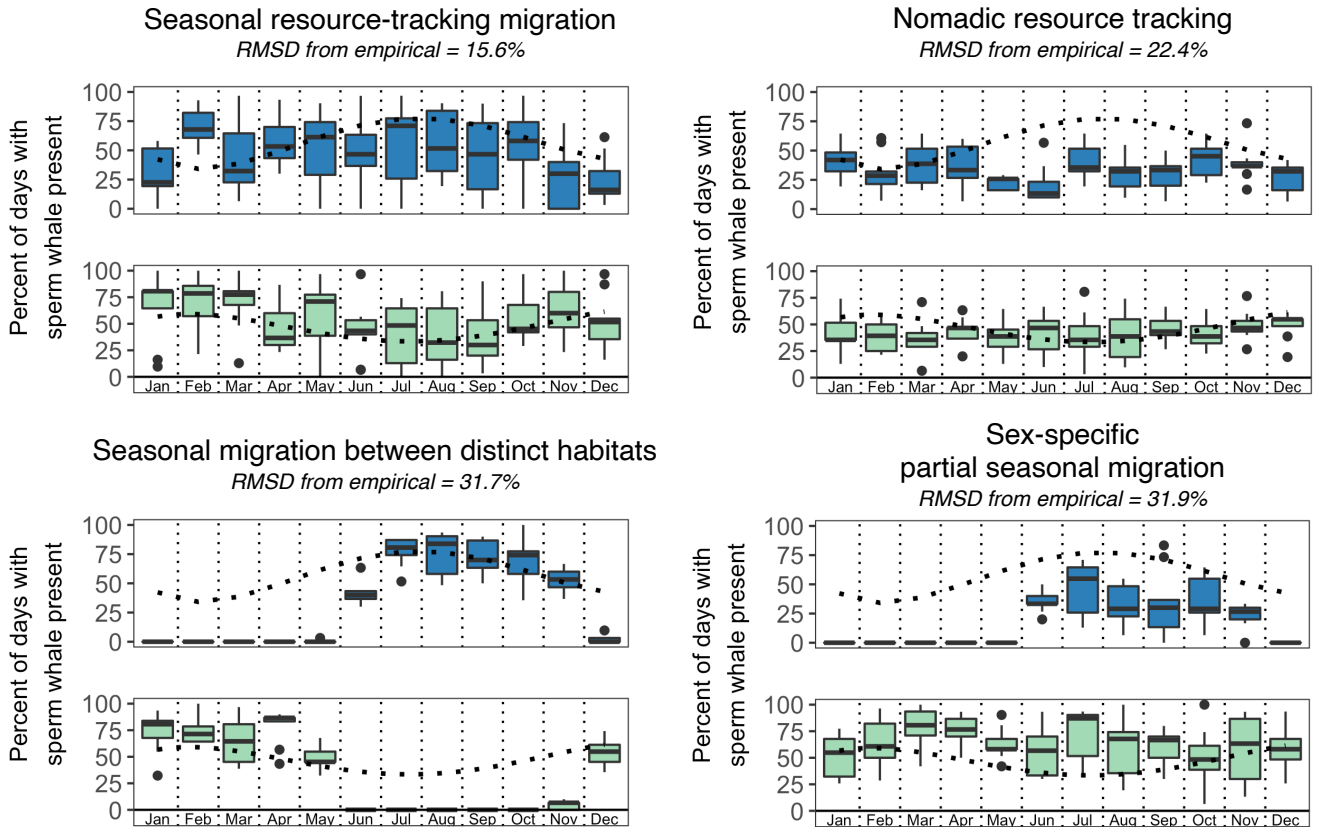 Seasonal resource-tracking migration
RMSD from empirical = 15.6%
Percent of days with
sperm whale present
100
75
50
25
0
100
75
50
25
0
Jan Feb Mar Apr May Jun Jul Aug Sep Oct Nov Dec
Nomadic resource tracking
RMSD from empirical = 22.4%
Percent of days with
sperm whale present
100
75
50
25
0
100
75
50
25
0
Jan Feb Mar Apr May Jun Jul Aug Sep Oct Nov Dec
Seasonal migration between distinct habitats
RMSD from empirical = 31.7%
Percent of days with
sperm whale present
100
75
50
25
0
100
75
50
25
0
Jan Feb Mar Apr May Jun Jul Aug Sep Oct Nov Dec
Sex-specific
partial seasonal migration
RMSD from empirical = 31.9%
Percent of days with
sperm whale present
100
75
50
25
0
100
75
50
25
0
Jan Feb Mar Apr May Jun Jul Aug Sep Oct Nov Dec